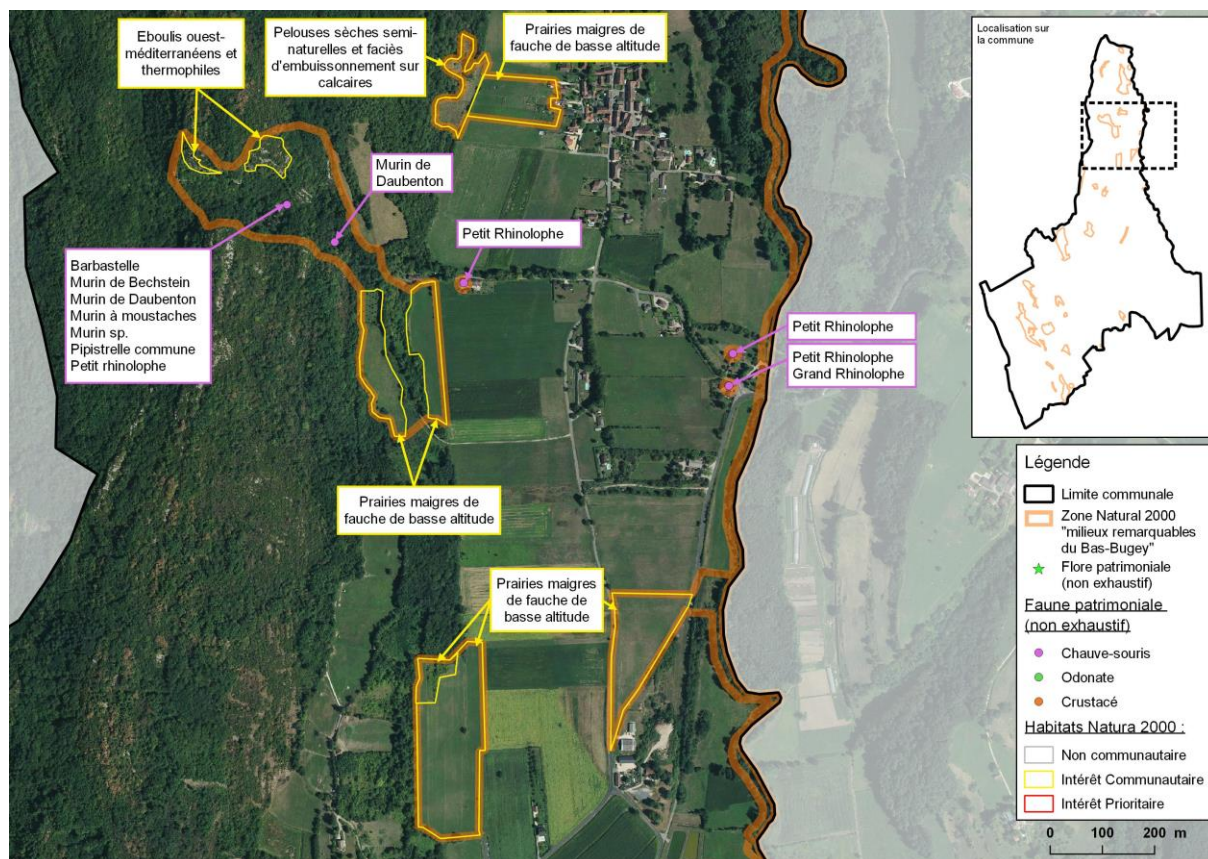 Eboulis ouest-
méditerranéens et
thermophiles
Pelouses sèches semi-
naturelles et faciès
d'embuissonnement sur
calcaires
Prairies maigres de
fauche de basse altitude
Murin de
Daubenton
Petit Rhinolophe
Barbastelle
Murin de Bechstein
Murin de Daubenton
Murin à moustaches
Murin sp.
Pipistrelle commune
Petit rhinolophe
Petit Rhinolophe
Petit Rhinolophe
Grand Rhinolophe
Prairies maigres de
fauche de basse altitude
Prairies maigres
de fauche de
basse altitude
Localisation sur
la commune
Légende
Limite communale
Zone Natural 2000
"milieux remarquables
du Bas-Bugey"
Flore patrimoniale
(non exhaustif)
Faune patrimoniale
(non exhaustif)
Chauve-souris
Odonate
Crustacé
Habitats Natura 2000 :
Non communautaire
Intérêt Communautaire
Intérêt Prioritaire
0 100 200 m